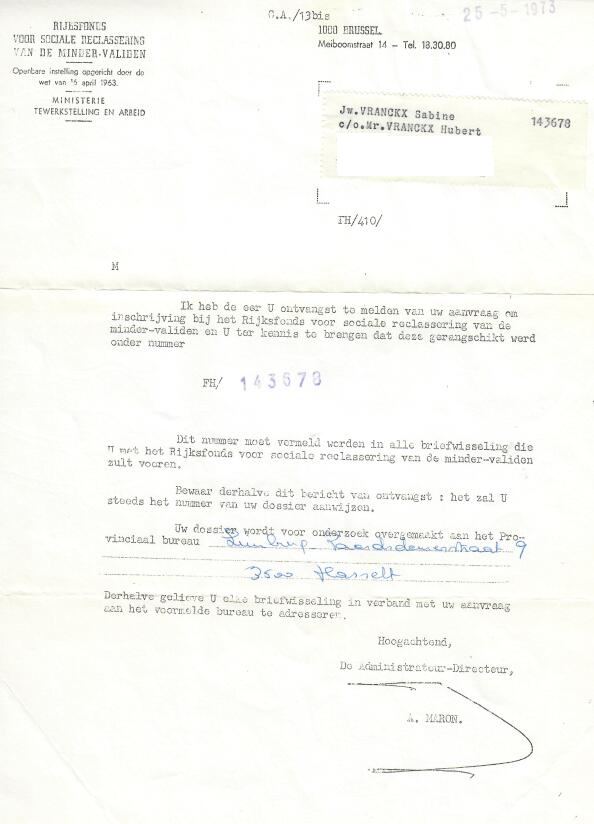 C.A./13bis
25-5-1973
RIJKSFONDS
VOOR SOCIALE RECLASSERING
VAN DE MINDER-VALIDEN
Openbare instelling opgericht door de
wet van 16 april 1963.
MINISTERIE
TEWERKSTELLING EN ARBEID
1000 BRUSSEL
Meiboomstraat 14 – Tel. 18.30.80
Jw.VRANCKX Sabine
143678
c/o.Mr.VRANCKX Hubert
FH/410/
M
Ik heb de eer U ontvangst te melden van uw aanvraag om
inschrijving bij het Rijksfonds voor sociale reclassering van de
minder-validen en U ter kennis te brengen dat deze gerangschikt werd
onder nummer
FH/ 143678
Dit nummer moet vermeld worden in alle briefwisseling die
U met het Rijksfonds voor sociale reclassering van de minder-validen
zult voeren.
Bewaar derhalve dit bericht van ontvangst : het zal U
steeds het nummer van uw dossier aanwijzen.
Uw dossier wordt voor onderzoek overgemaakt aan het Pro-
vinciaal bureau Limburg 9
3500 Hasselt
Derhalve gelieve U elke briefwisseling in verband met uw aanvraag
aan het voormelde bureau te adresseren.
Hoogachtend,
De Administrateur-Directeur,
A. MARON.